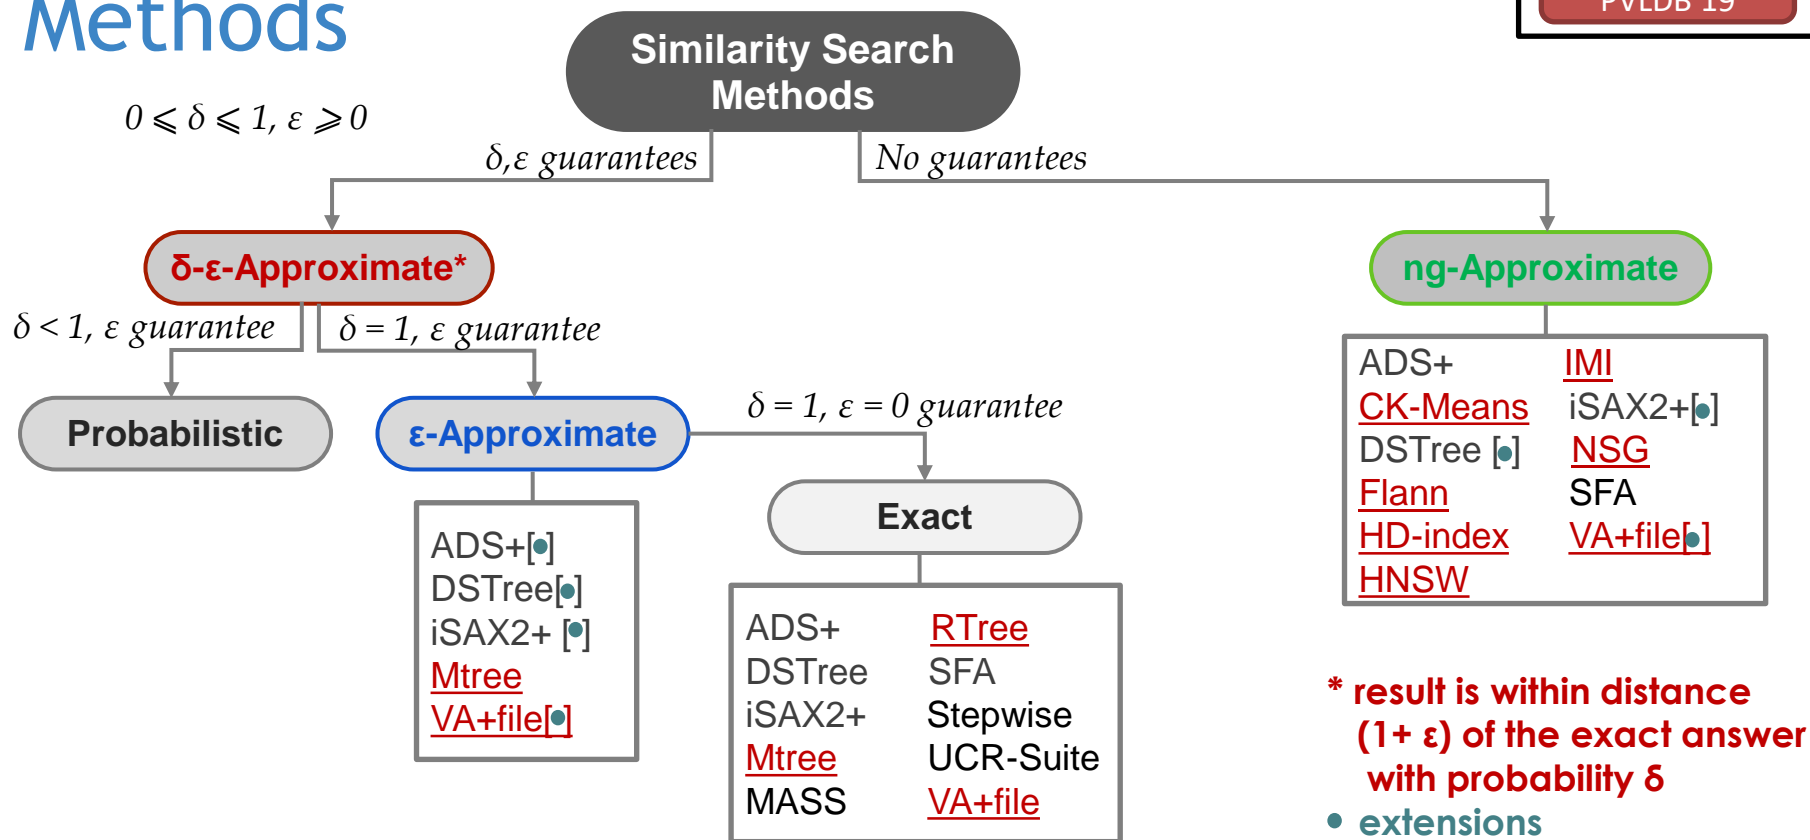 Methods
PVLDB 19
Similarity Search
Methods
0 ⩽ δ ⩽ 1, ε ⩾ 0
δ,ε guarantees
No guarantees
δ-ε-Approximate*
ng-Approximate
δ < 1, ε guarantee
δ = 1, ε guarantee
Probabilistic
ε-Approximate
δ = 1, ε = 0 guarantee
Exact
ADS+[•]
DSTree[•]
iSAX2+ [•]
Mtree
VA+file[•]
ADS+
DSTree
iSAX2+
Mtree
MASS
RTree
SFA
Stepwise
UCR-Suite
VA+file
ADS+
CK-Means
DSTree [•]
Flann
HD-index
HNSW
IMI
iSAX2+[•]
NSG
SFA
VA+file[•]
* result is within distance
(1+ ε) of the exact answer
with probability δ
• extensions